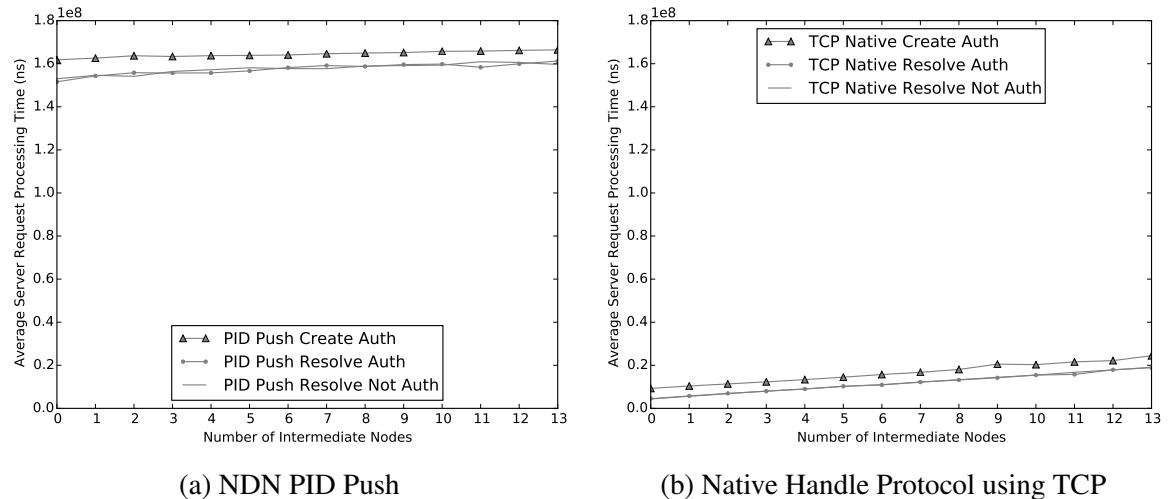 1e8
1.8
1.6
1.4
1.2
1.0
0.8
0.6
0.4
0.2
0.0
Average Server Request Processing Time (ns)
PID Push Create Auth
PID Push Resolve Auth
PID Push Resolve Not Auth
0 1 2 3 4 5 6 7 8 9 10 11 12 13
Number of Intermediate Nodes
(a) NDN PID Push
1e8
1.8
1.6
1.4
1.2
1.0
0.8
0.6
0.4
0.2
0.0
Average Server Request Processing Time (ns)
TCP Native Create Auth
TCP Native Resolve Auth
TCP Native Resolve Not Auth
0 1 2 3 4 5 6 7 8 9 10 11 12 13
Number of Intermediate Nodes
(b) Native Handle Protocol using TCP